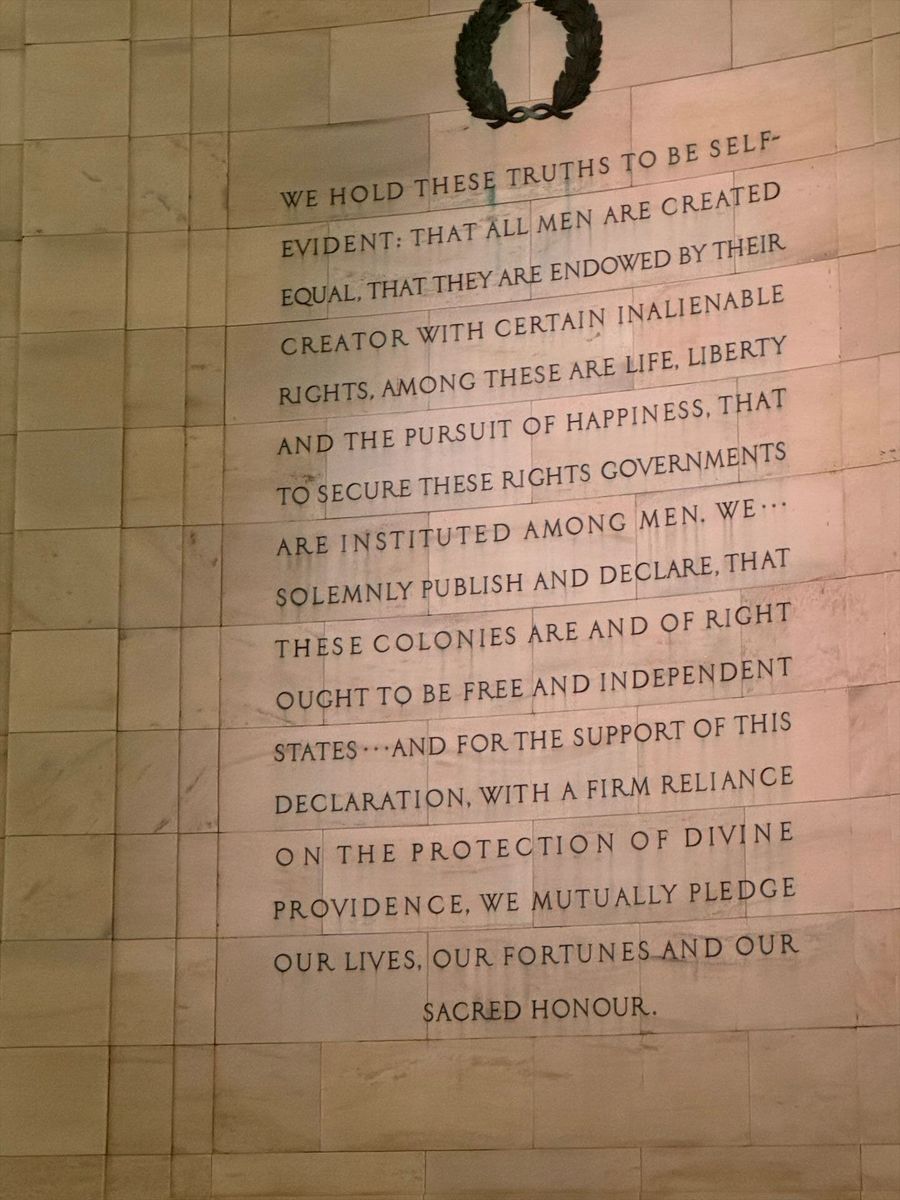 WE HOLD THESE TRUTHS TO BE SELF-
EVIDENT: THAT ALL MEN ARE CREATED
EQUAL, THAT THEY ARE ENDOWED BY THEIR
CREATOR WITH CERTAIN INALIENABLE
RIGHTS, AMONG THESE ARE LIFE, LIBERTY
AND THE PURSUIT OF HAPPINESS, THAT
TO SECURE THESE RIGHTS GOVERNMENTS
ARE INSTITUTED AMONG MEN. WE···
SOLEMNLY PUBLISH AND DECLARE, THAT
THESE COLONIES ARE AND OF RIGHT
OUGHT TO BE FREE AND INDEPENDENT
STATES···AND FOR THE SUPPORT OF THIS
DECLARATION, WITH A FIRM RELIANCE
ON THE PROTECTION OF DIVINE
PROVIDENCE, WE MUTUALLY PLEDGE
OUR LIVES, OUR FORTUNES AND OUR
SACRED HONOUR.